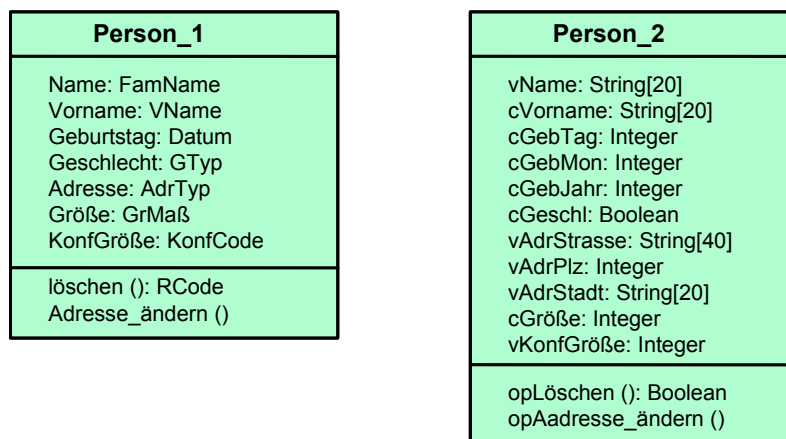 Person_1
Name: FamName
Vorname: VName
Geburtstag: Datum
Geschlecht: GTyp
Adresse: AdrTyp
Größe: GrMaß
KonfGröße: KonfCode
löschen (): RCode
Adresse_ändern ()
Person_2
vName: String[20]
cVorname: String[20]
cGebTag: Integer
cGebMon: Integer
cGebJahr: Integer
cGeschl: Boolean
vAdrStrasse: String[40]
vAdrPlz: Integer
vAdrStadt: String[20]
cGröße: Integer
vKonfGröße: Integer
opLöschen (): Boolean
opAadresse_ändern ()